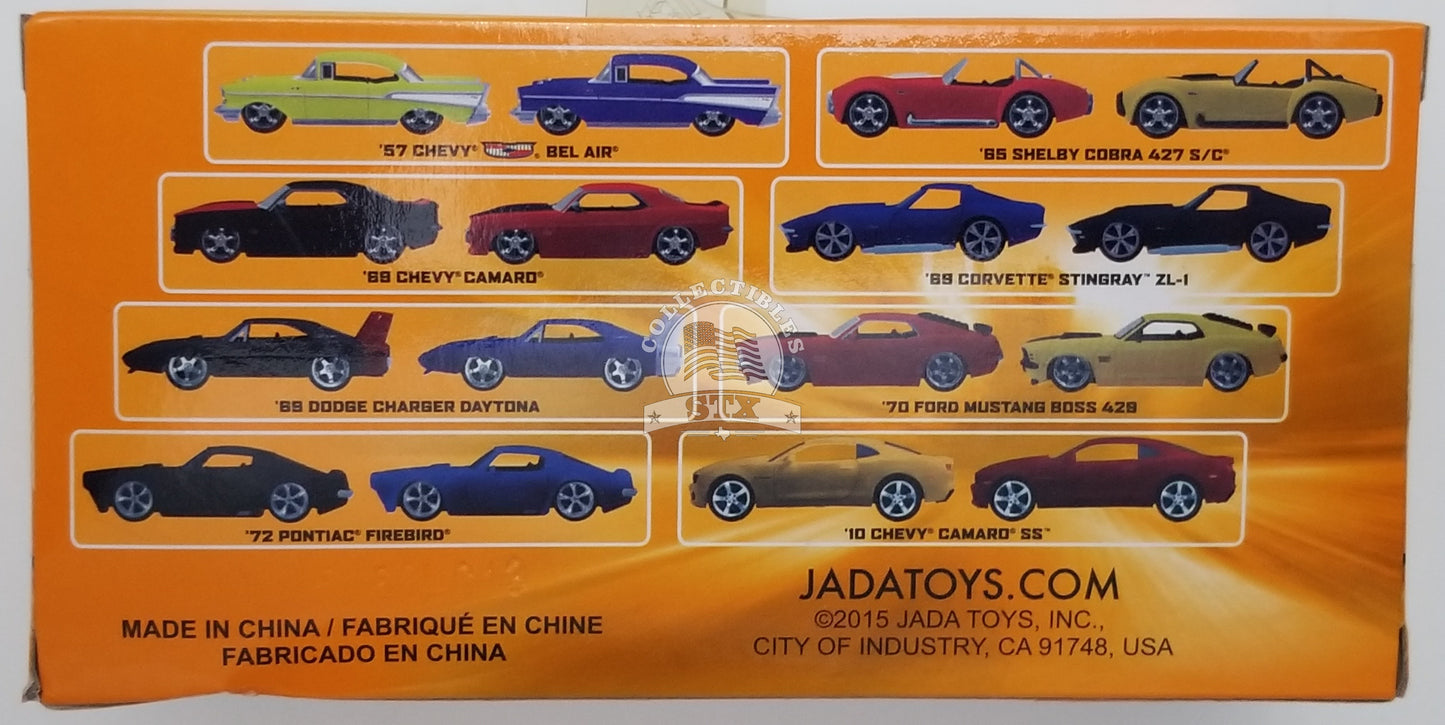 '57 CHEVY® ® BEL AIR®
'65 SHELBY COBRA 427 S/C®
'69 CHEVY® CAMARO®
'69 CORVETTE® STINGRAY™ ZL-1
'69 DODGE CHARGER DAYTONA
'70 FORD MUSTANG BOSS 429
'72 PONTIAC® FIREBIRD®
'10 CHEVY® CAMARO® SS™
COLLECTIBLES
STX
MADE IN CHINA / FABRIQUÉ EN CHINE
FABRICADO EN CHINA
JADATOYS.COM
©2015 JADA TOYS, INC.,
CITY OF INDUSTRY, CA 91748, USA